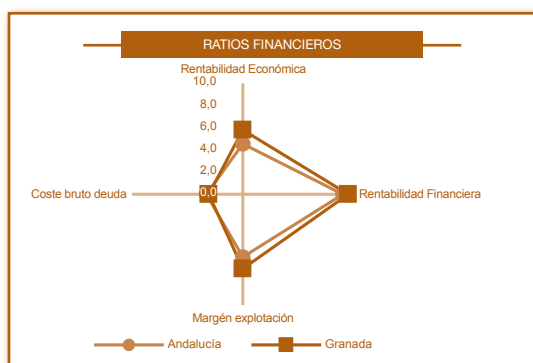 RATIOS FINANCIEROS
Rentabilidad Económica
10,0
8,0
6,0
4,0
2,0
0,0
Coste bruto deuda
Rentabilidad Financiera
Margén explotación
Andalucía
Granada